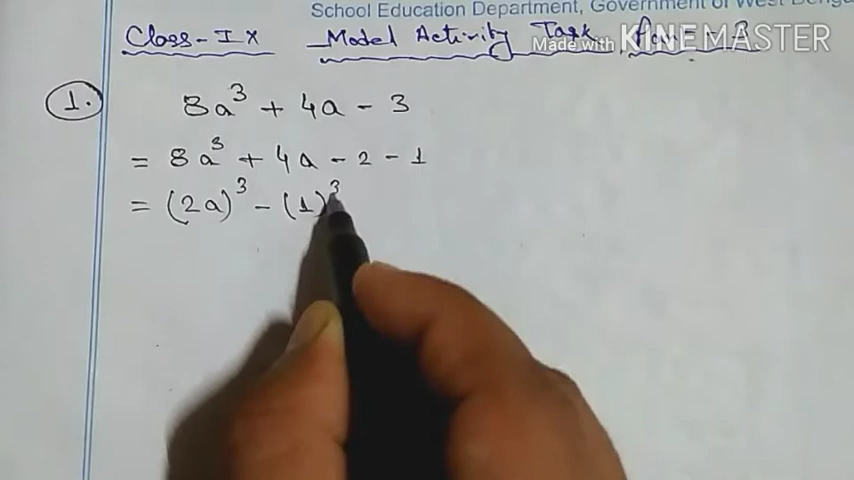 School Education Department, Government of West Beng
Class - IX Model Activity Task
Made with KINEMASTER
1. 8a³ + 4a - 3
= 8a³ + 4a - 2 - 1
= (2a)³ - (1)³